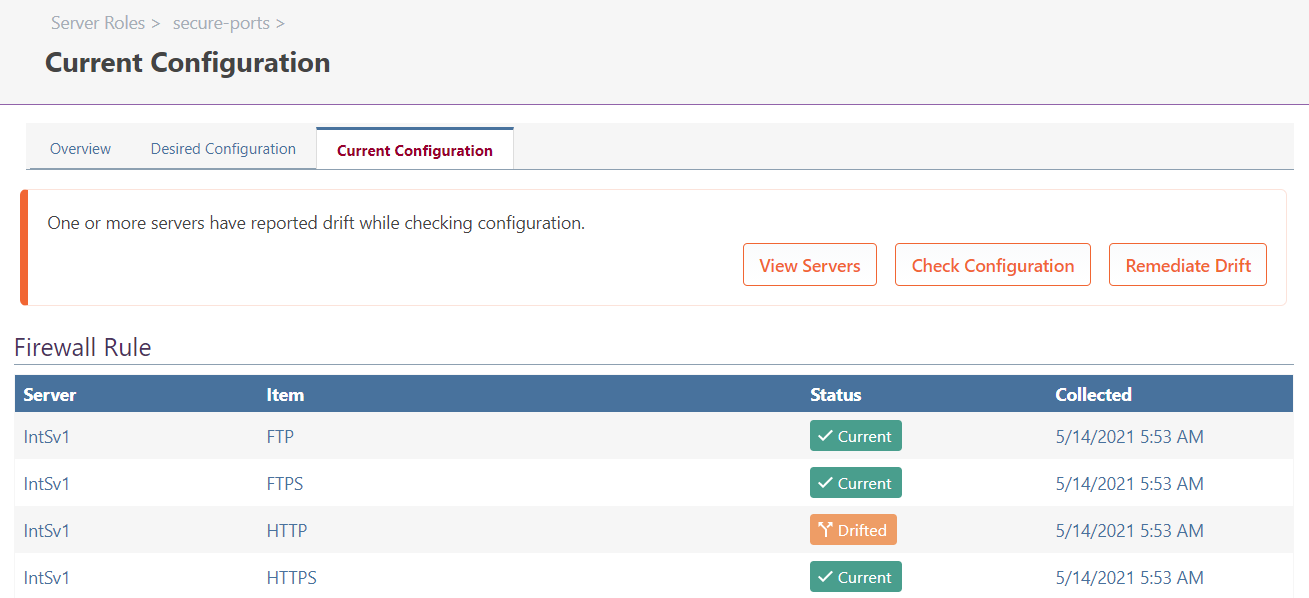 Server Roles > secure-ports >
Current Configuration
Overview Desired Configuration Current Configuration
One or more servers have reported drift while checking configuration.
View Servers Check Configuration Remediate Drift
Firewall Rule
Server Item Status Collected
IntSv1 FTP Current 5/14/2021 5:53 AM
IntSv1 FTPS Current 5/14/2021 5:53 AM
IntSv1 HTTP Drifted 5/14/2021 5:53 AM
IntSv1 HTTPS Current 5/14/2021 5:53 AM